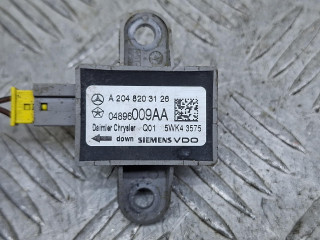 A 204 820 31 26
04896009AA
Daimler Chrysler Q01 5WK4 3575
down SIEMENS VDO